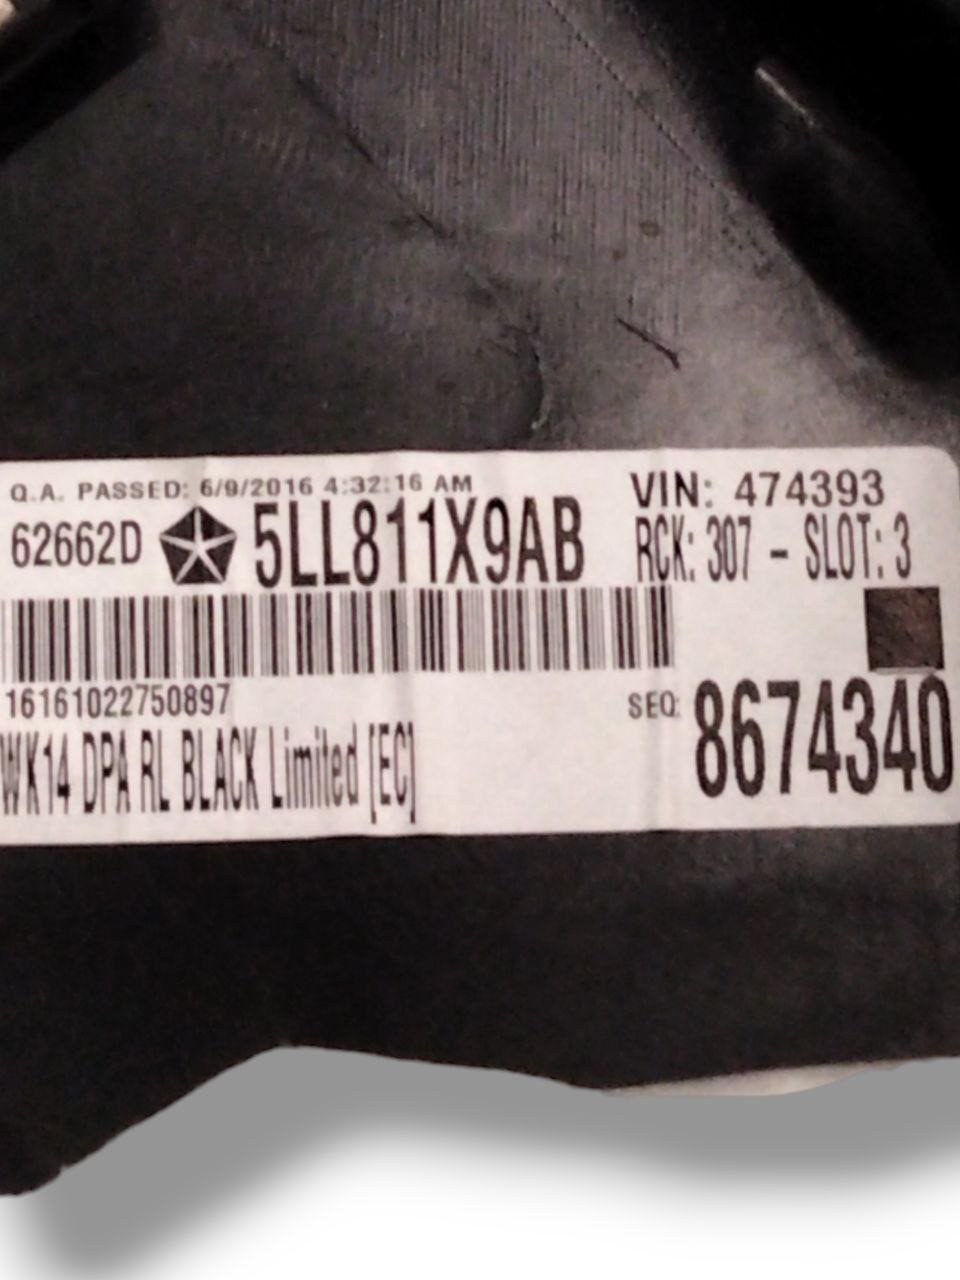 Q.A. PASSED: 6/9/2016 4:32:16 AM
VIN: 474393
62662D 5LL811X9AB
RCK: 307 - SLOT: 3
16161022750897
SEQ: 8674340
WK14 DPA RL BLACK Limited [EC]